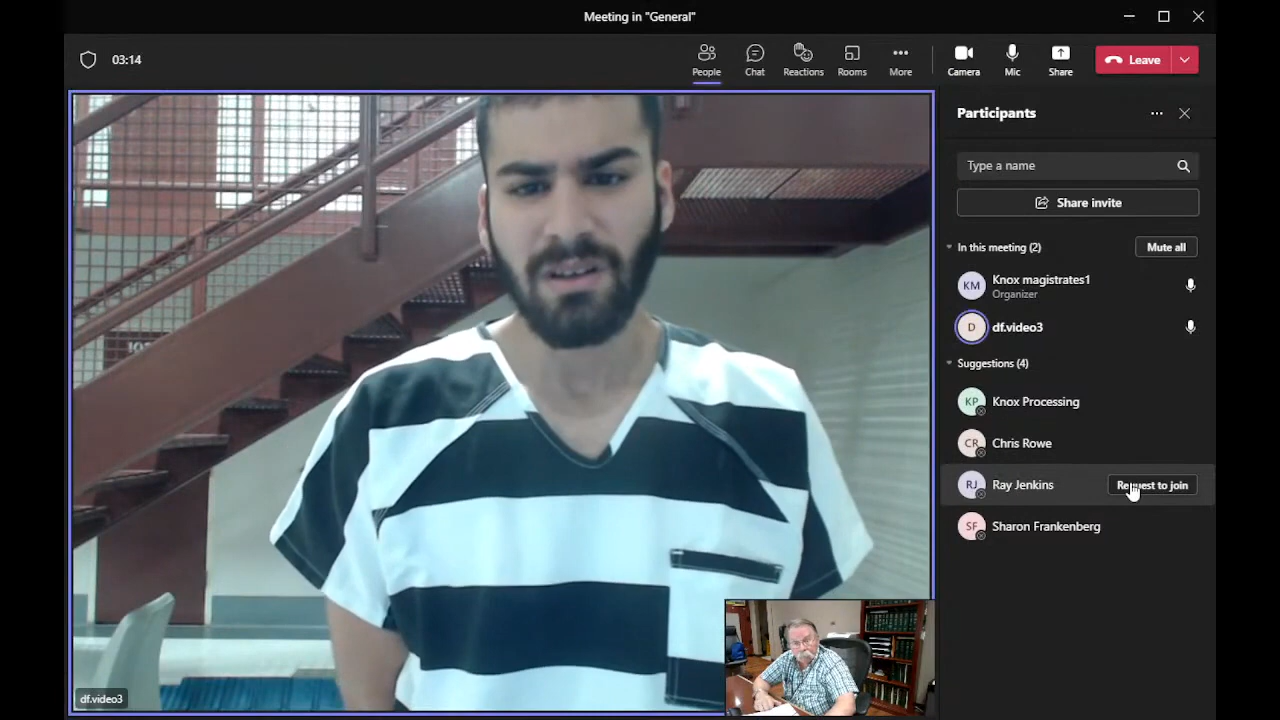 Meeting in "General"
03:14
People
Chat
Reactions
Rooms
More
Camera
Mic
Share
Leave
Participants
Type a name
Share invite
In this meeting (2)
Mute all
KM
Knox magistrates1
Organizer
D
df.video3
Suggestions (4)
KP
Knox Processing
CR
Chris Rowe
RJ
Ray Jenkins
Request to join
SF
Sharon Frankenberg
df.video3